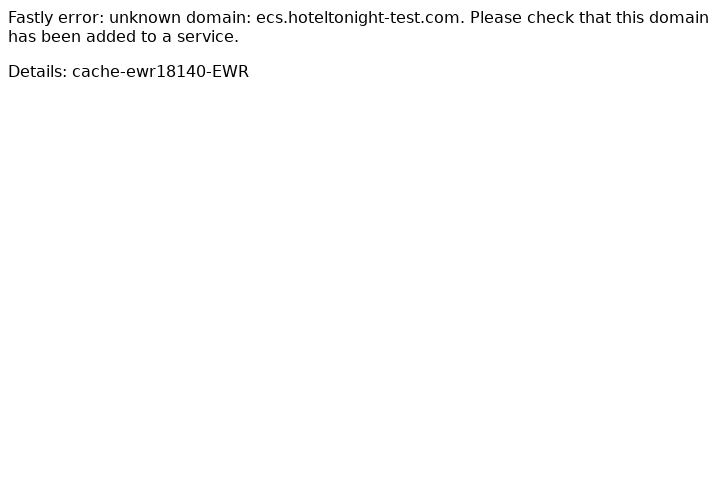 Fastly error: unknown domain: ecs.hoteltonight-test.com. Please check that this domain
has been added to a service.
Details: cache-ewr18140-EWR